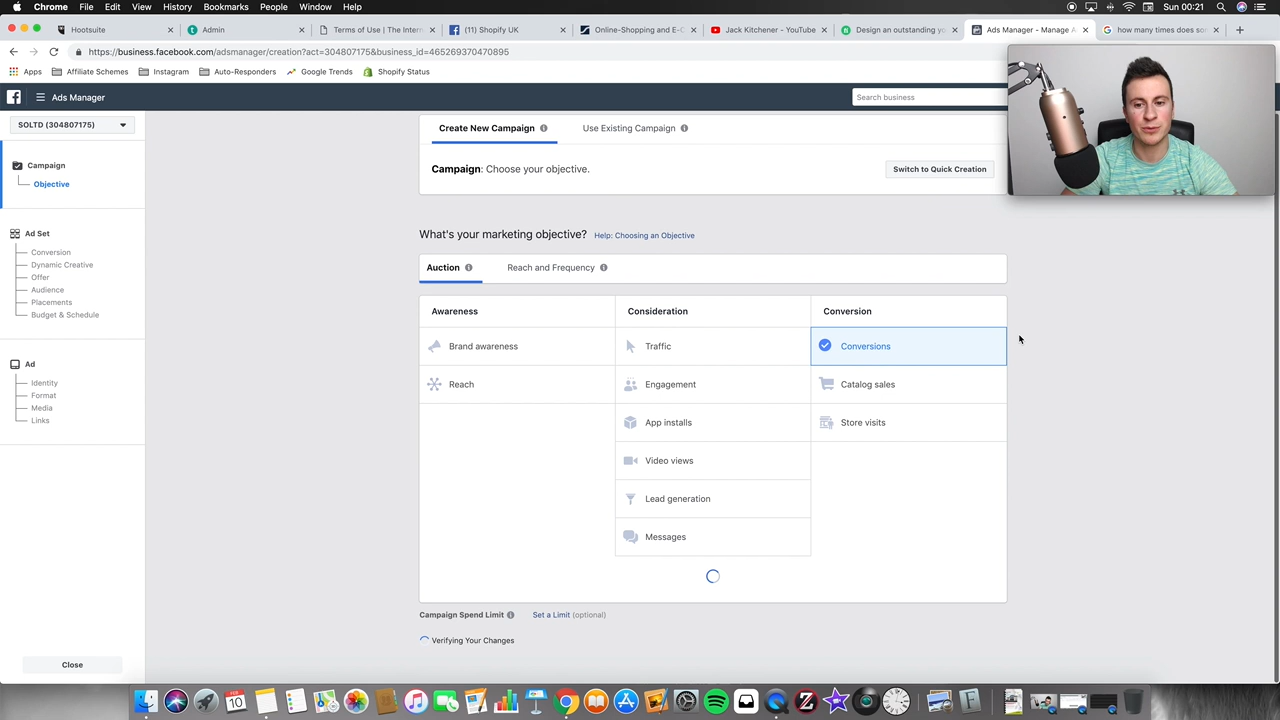 Chrome File Edit View History Bookmarks People Window Help Sun 00:21
Hootsuite
Admin
Terms of Use | The Intern
(11) Shopify UK
Online-Shopping and E-C
Jack Kitchener - YouTube
Design an outstanding yo
Ads Manager - Manage A
how many times does so
https://business.facebook.com/adsmanager/creation?act=304807175&business_id=465269370470895
Apps Affiliate Schemes Instagram Auto-Responders Google Trends Shopify Status
Ads Manager
Search business
SOLTD (304807175)
Campaign
Objective
Ad Set
Conversion
Dynamic Creative
Offer
Audience
Placements
Budget & Schedule
Ad
Identity
Format
Media
Links
Close
Create New Campaign Use Existing Campaign
Campaign: Choose your objective.
Switch to Quick Creation
What's your marketing objective? Help: Choosing an Objective
Auction Reach and Frequency
Awareness Consideration Conversion
Brand awareness Traffic Conversions
Reach Engagement Catalog sales
App installs Store visits
Video views
Lead generation
Messages
Campaign Spend Limit Set a Limit (optional)
Verifying Your Changes
FEB
10